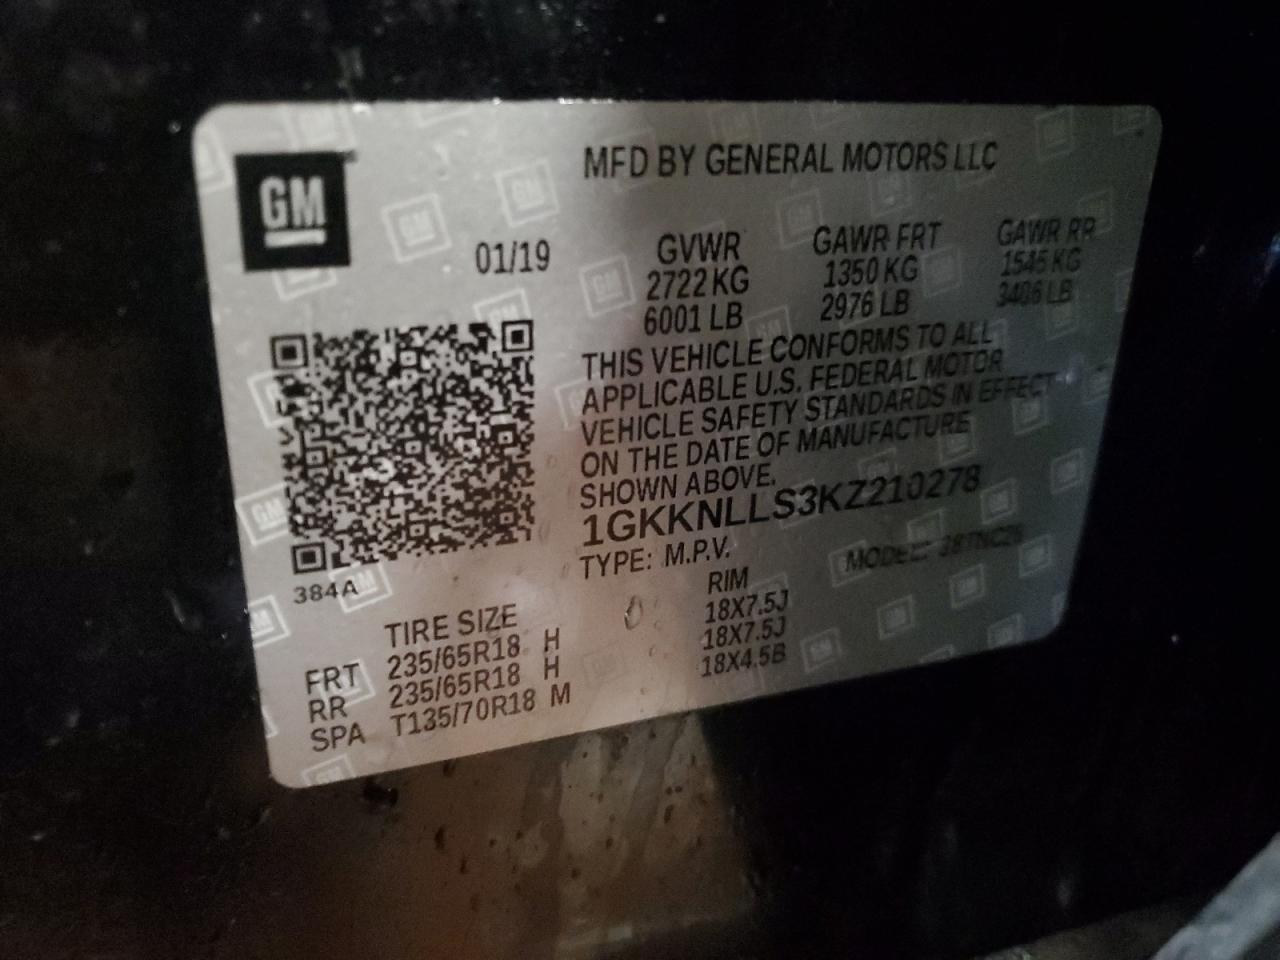 GM
MFD BY GENERAL MOTORS LLC
01/19
GVWR GAWR FRT GAWR RR
2722 KG 1350 KG 1545 KG
6001 LB 2976 LB 3406 LB
THIS VEHICLE CONFORMS TO ALL
APPLICABLE U.S. FEDERAL MOTOR
VEHICLE SAFETY STANDARDS IN EFFECT
ON THE DATE OF MANUFACTURE
SHOWN ABOVE.
1GKKNLLS3KZ210278
TYPE: M.P.V. MODEL:
384A
TIRE SIZE RIM
FRT 235/65R18 H 18X7.5J
RR 235/65R18 H 18X7.5J
SPA T135/70R18 M 18X4.5B